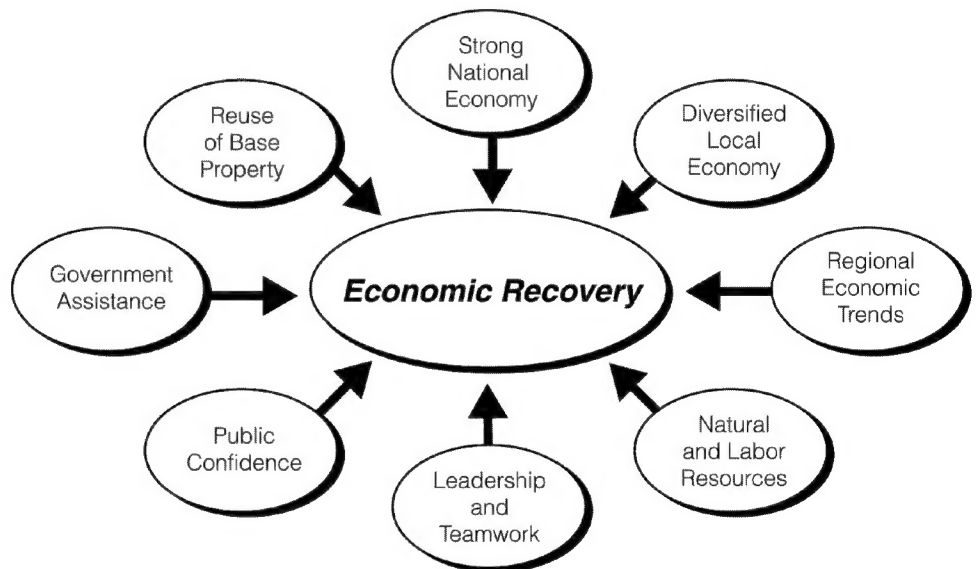 Strong
National
Economy
Diversified
Local
Economy
Regional
Economic
Trends
Natural
and Labor
Resources
Leadership
and
Teamwork
Public
Confidence
Government
Assistance
Reuse
of Base
Property
Economic Recovery